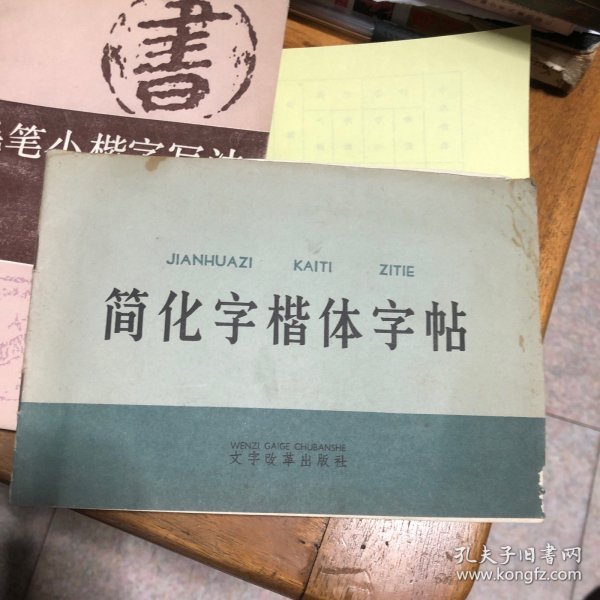 書
笔小楷字写法
JIANHUAZI KAITI ZITIE
简化字楷体字帖
WENZI GAIGE CHUBANSHE
文字改革出版社
孔夫子旧书网
www.kongfz.com